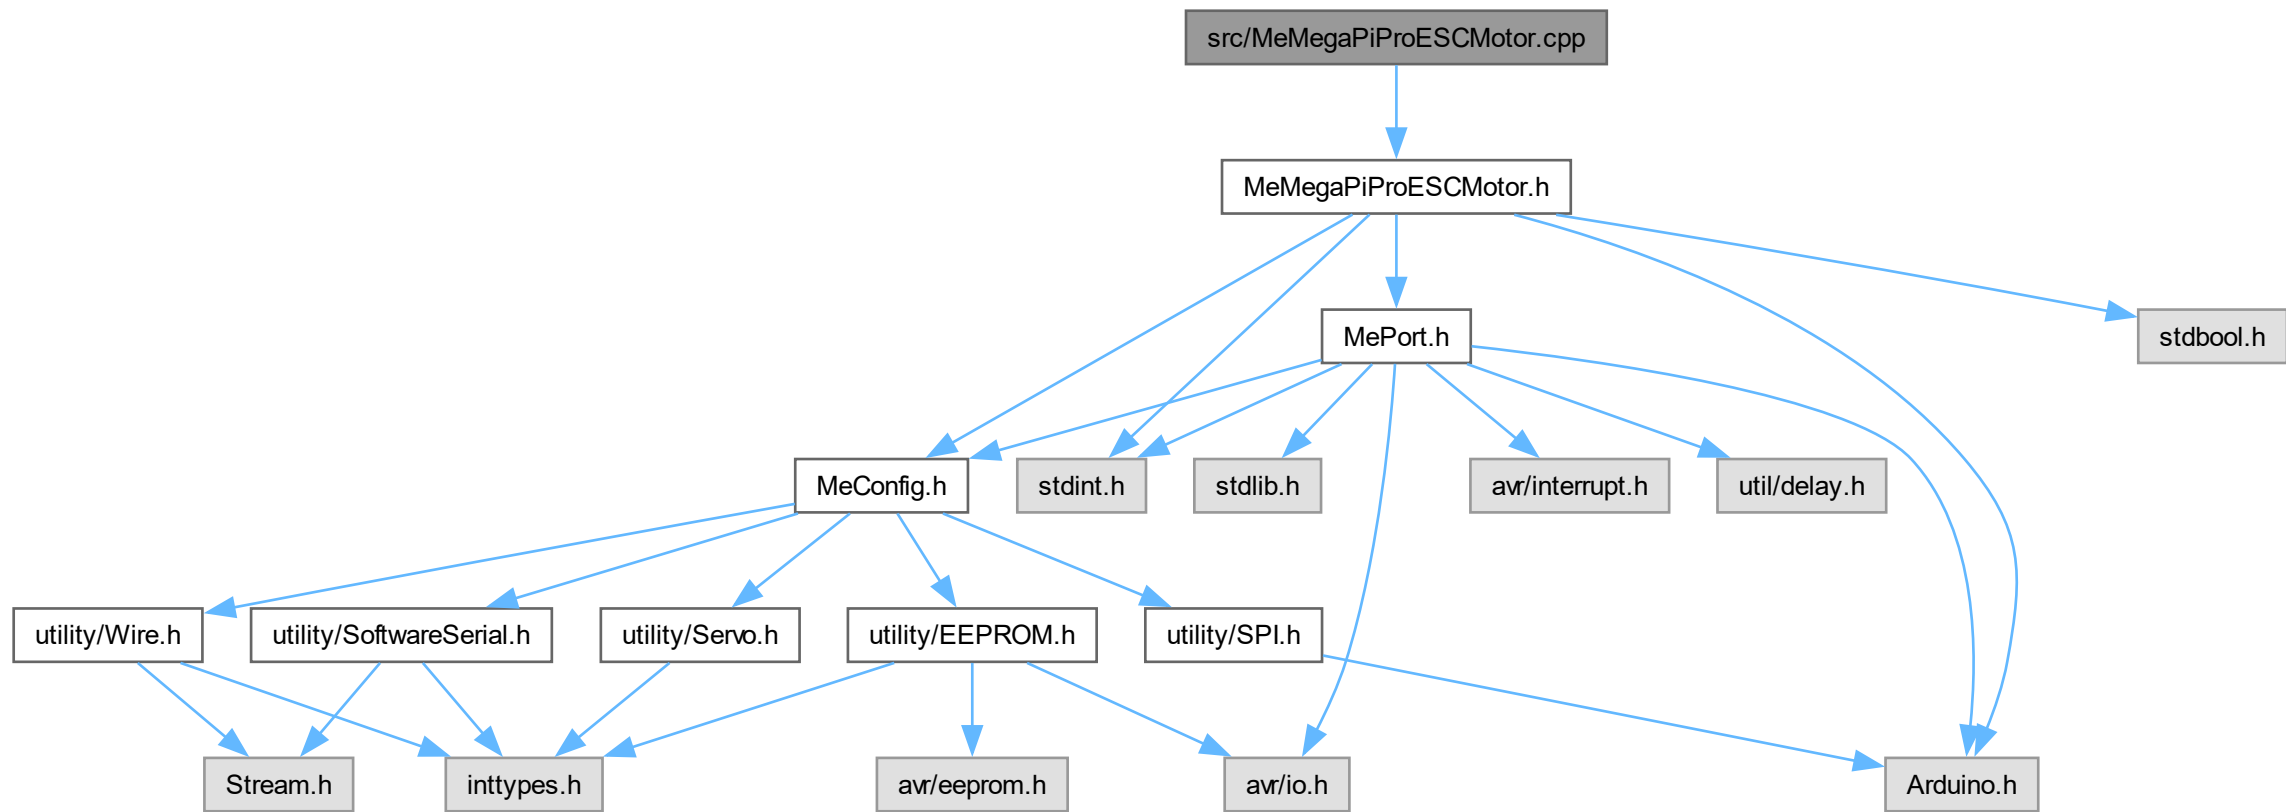 src/MeMegaPiProESCMotor.cpp
MeMegaPiProESCMotor.h
MePort.h
stdbool.h
MeConfig.h
stdint.h
stdlib.h
avr/interrupt.h
util/delay.h
utility/Wire.h
utility/SoftwareSerial.h
utility/Servo.h
utility/EEPROM.h
utility/SPI.h
Stream.h
inttypes.h
avr/eeprom.h
avr/io.h
Arduino.h